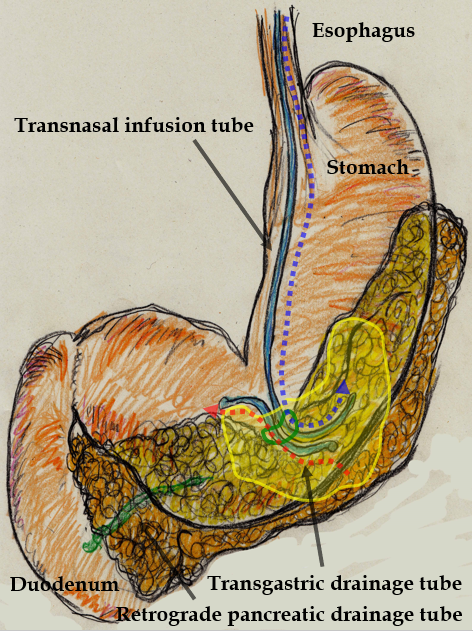 Esophagus
Transnasal infusion tube
Stomach
Duodenum
Transgastric drainage tube
Retrograde pancreatic drainage tube